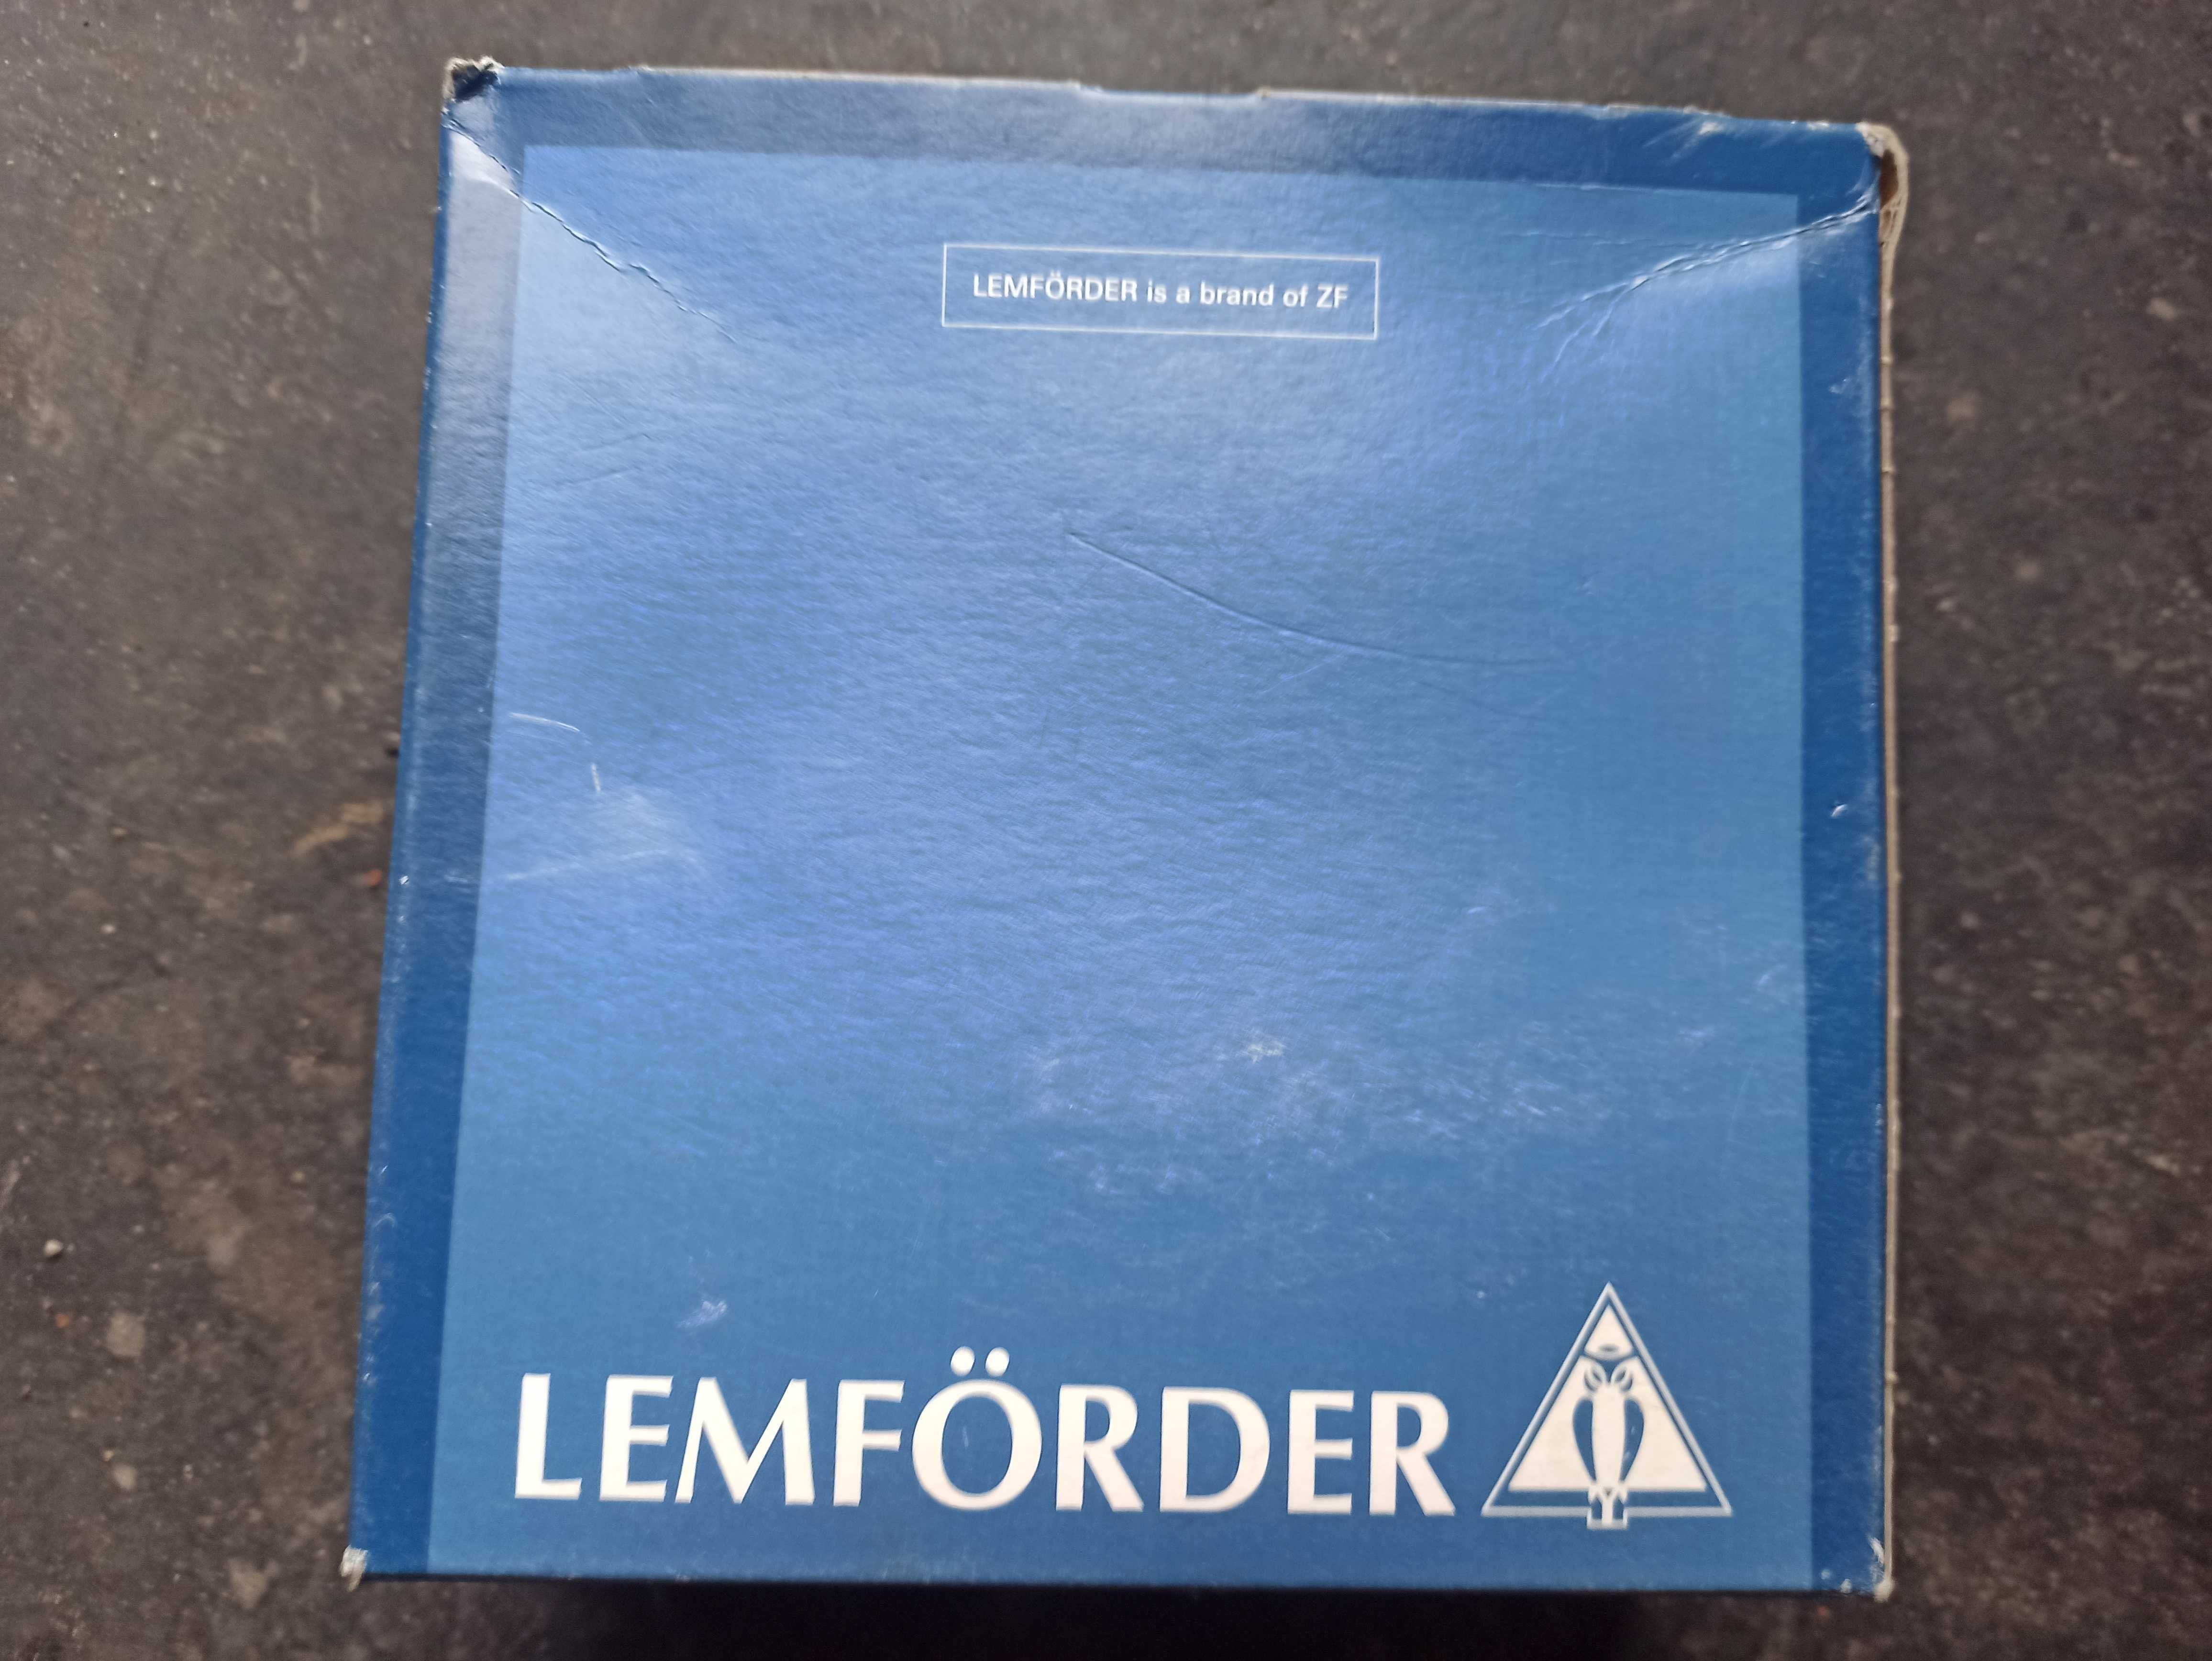 LEMFÖRDER is a brand of ZF
LEMFÖRDER